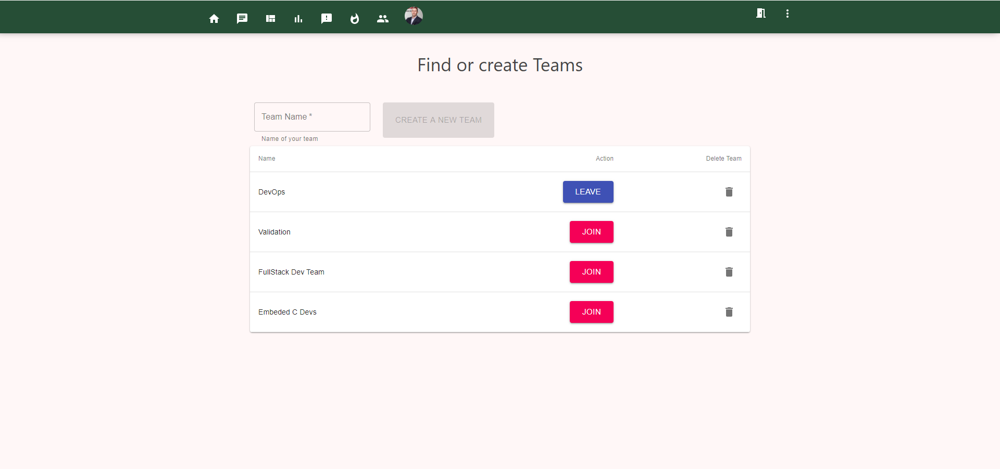 Find or create Teams
Team Name *
CREATE A NEW TEAM
Name of your team
Name Action Delete Team
DevOps LEAVE
Validation JOIN
FullStack Dev Team JOIN
Embeded C Devs JOIN